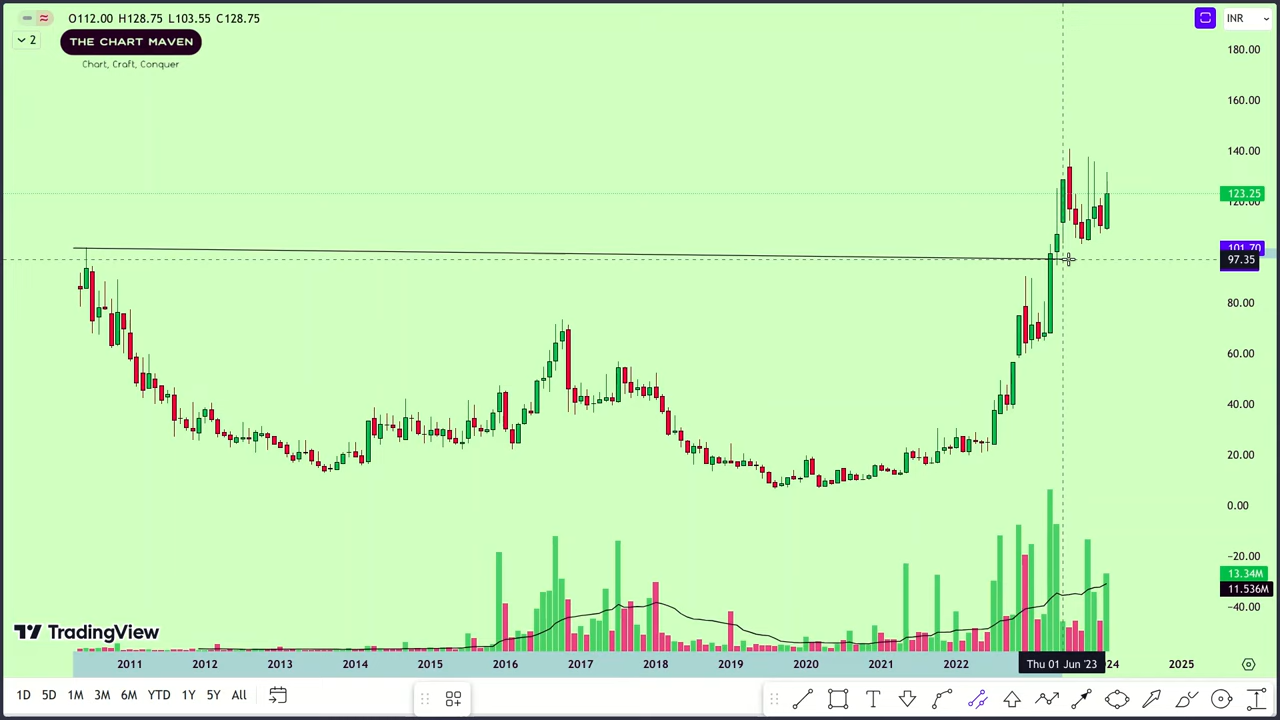 O112.00 H128.75 L103.55 C128.75
INR
2
THE CHART MAVEN
Chart, Craft, Conquer
180.00
160.00
140.00
123.25
120.00
101.70
97.35
80.00
60.00
40.00
20.00
0.00
−20.00
13.34M
11.536M
−40.00
TradingView
2011 2012 2013 2014 2015 2016 2017 2018 2019 2020 2021 2022 Thu 01 Jun '23 24 2025
1D 5D 1M 3M 6M YTD 1Y 5Y All